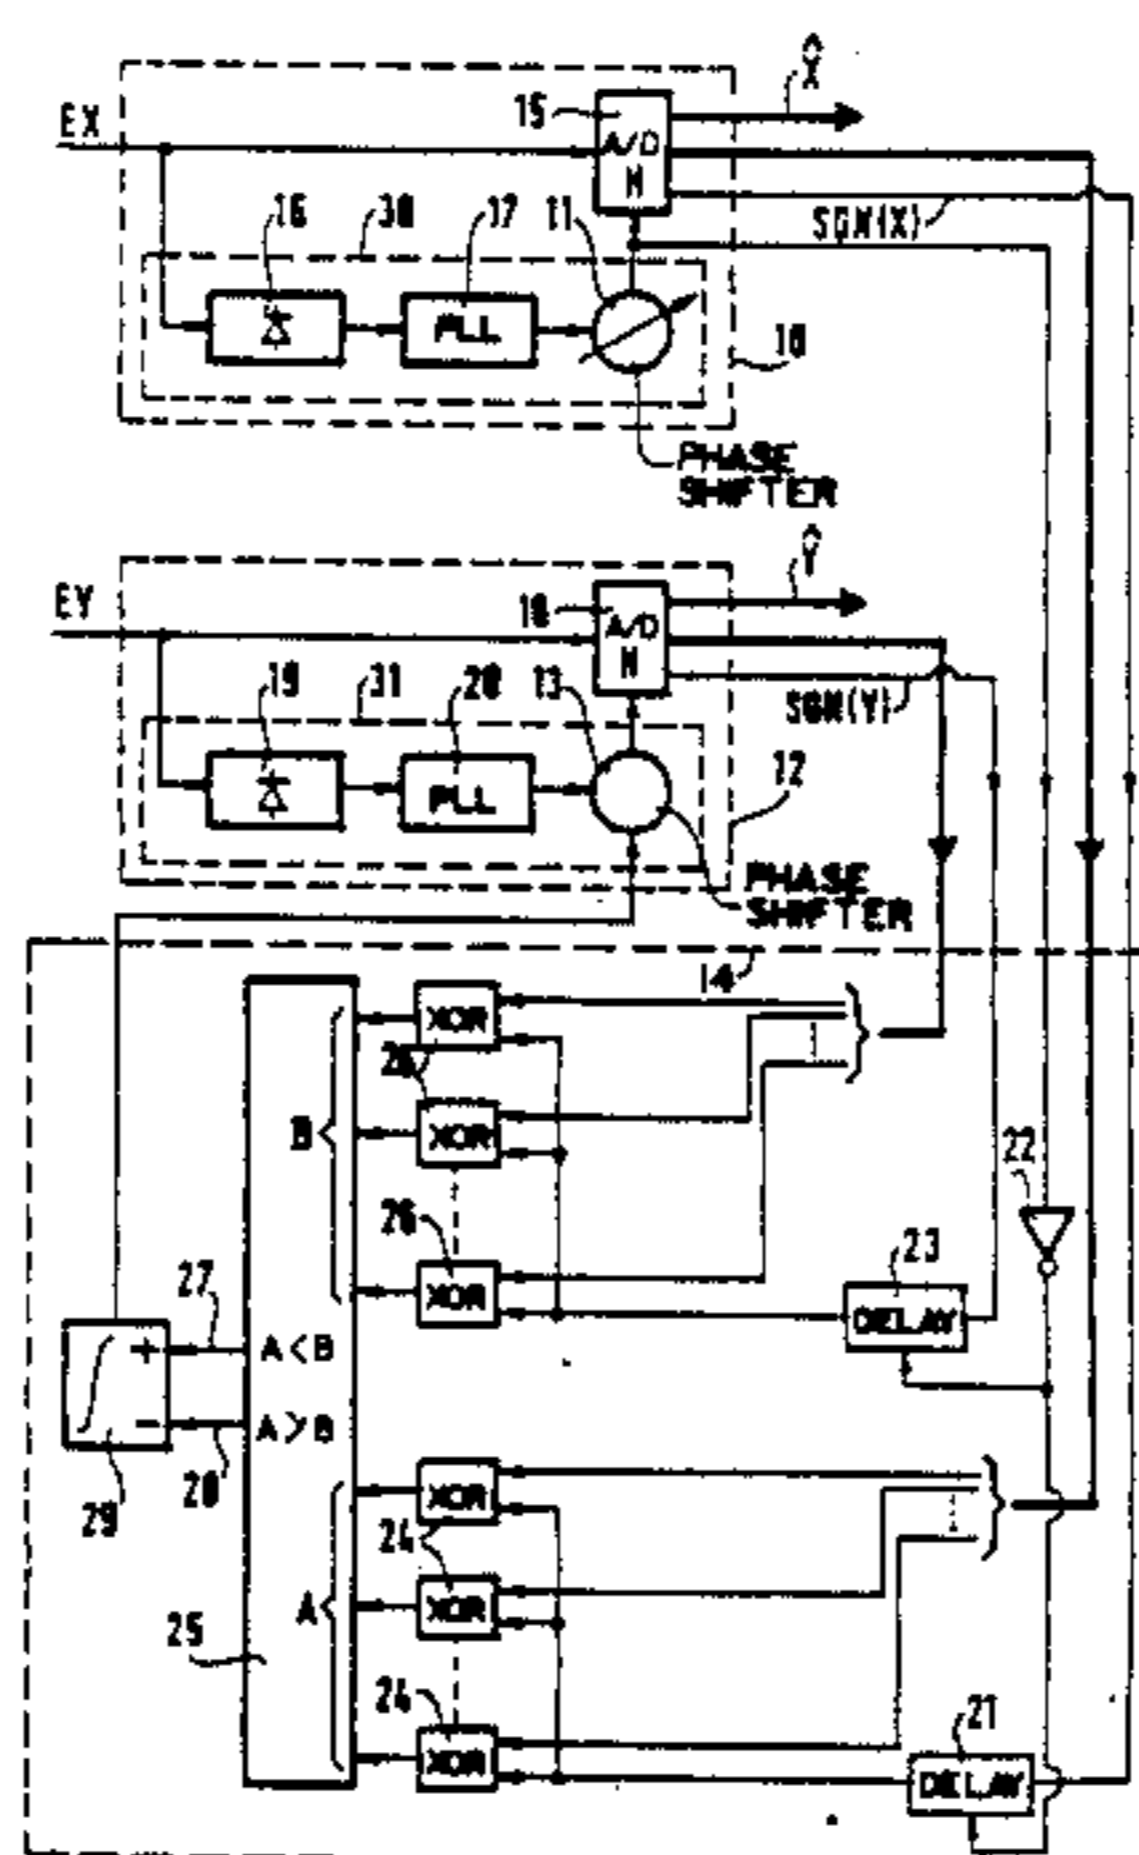 X̂
EX
15
A/D
N
SGN(X)
16
30
17
11
PLL
10
PHASE
SHIFTER
Ŷ
EY
18
A/D
N
SGN(Y)
19
31
20
13
PLL
12
PHASE
SHIFTER
14
XOR
26
B
XOR
22
26
XOR
23
DELAY
27
+
A<B
−
A>B
29
28
XOR
24
A
XOR
25
24
XOR
21
DELAY